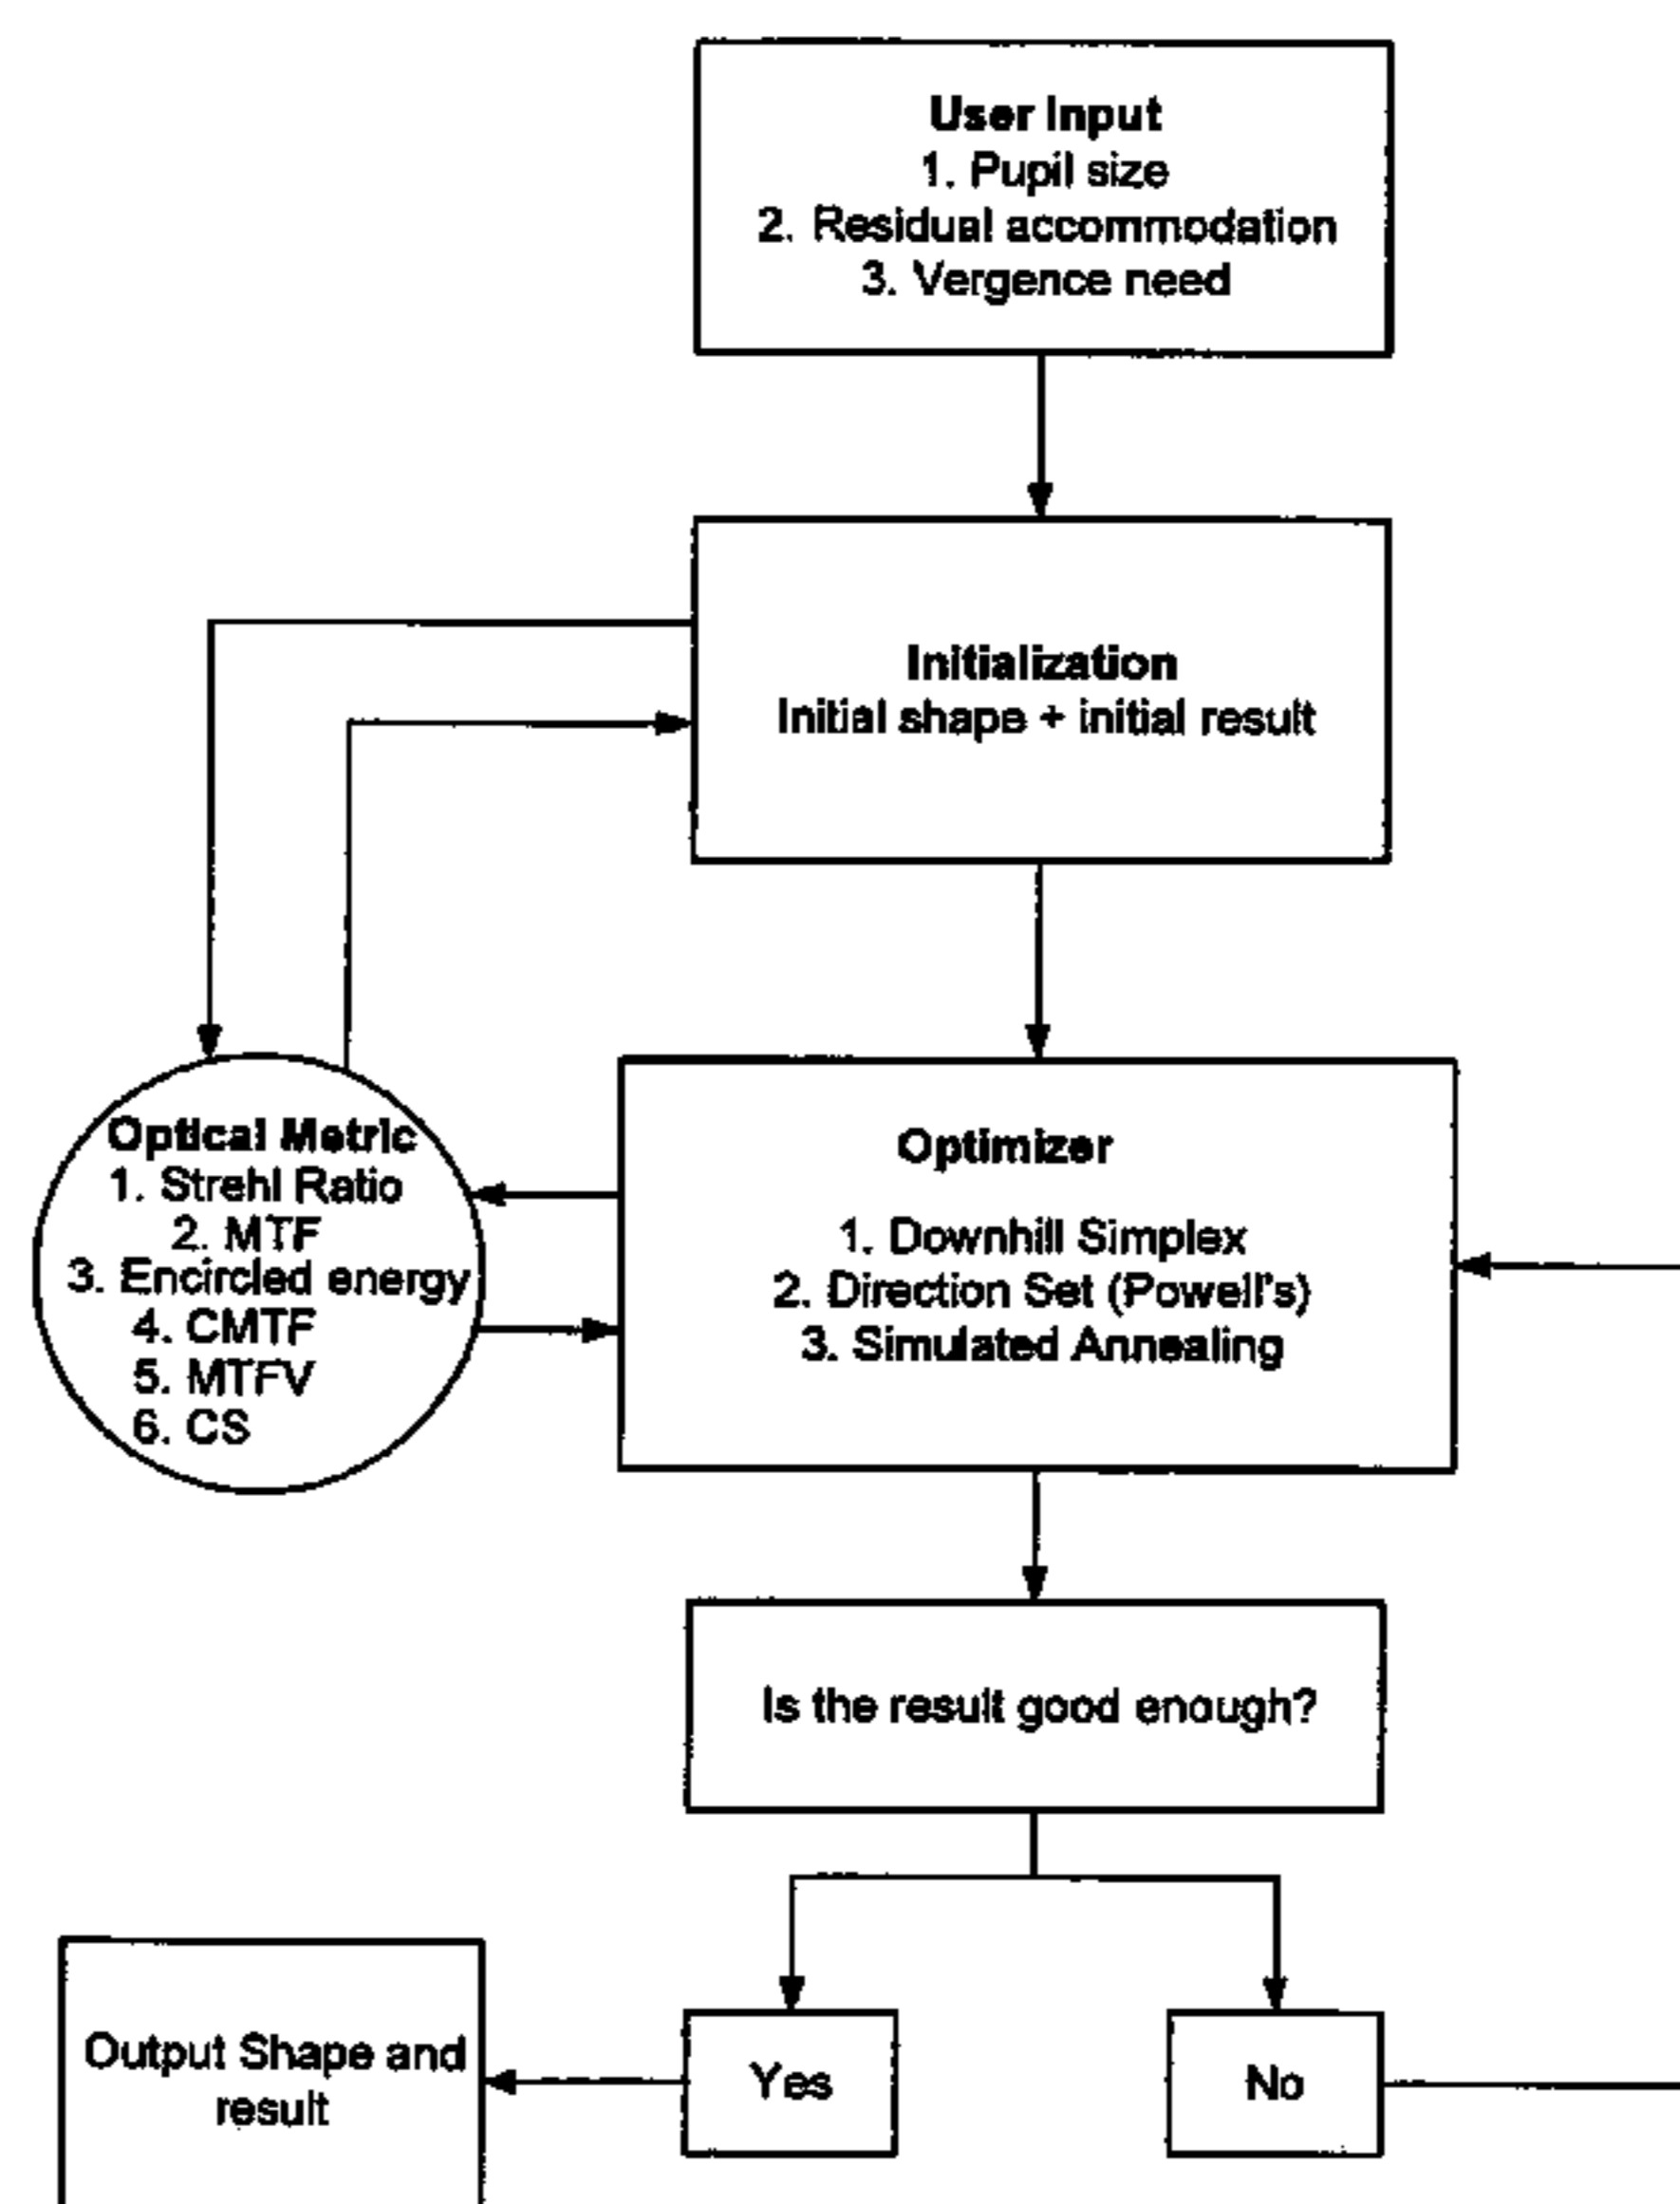 User Input
1. Pupil size
2. Residual accommodation
3. Vergence need
Initialization
Initial shape + initial result
Optical Metric
1. Strehl Ratio
2. MTF
3. Encircled energy
4. CMTF
5. MTFV
6. CS
Optimizer
1. Downhill Simplex
2. Direction Set (Powell's)
3. Simulated Annealing
Is the result good enough?
Output Shape and
result
Yes
No